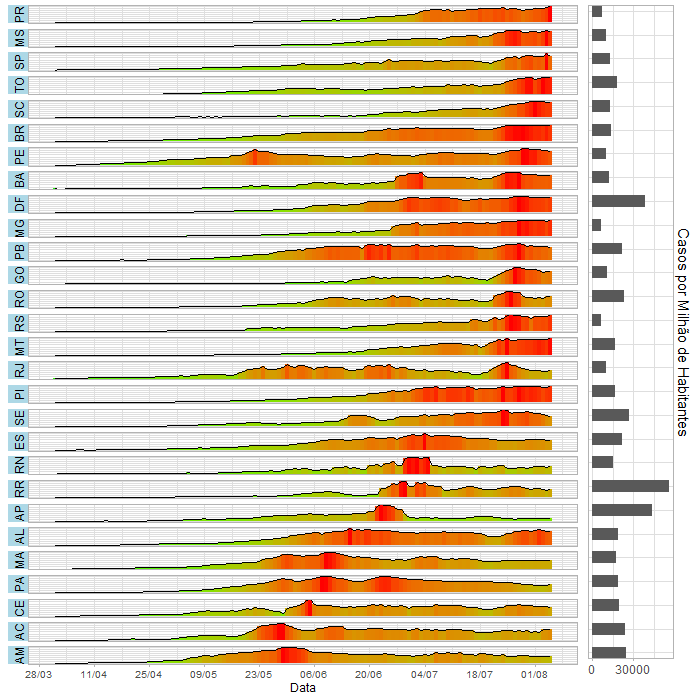 PR
MS
SP
TO
SC
BR
PE
BA
DF
MG
PB
GO
RO
RS
MT
RJ
PI
SE
ES
RN
RR
AP
AL
MA
PA
CE
AC
AM
28/03 11/04 25/04 09/05 23/05 06/06 20/06 04/07 18/07 01/08
Data
0 30000
Casos por Milhão de Habitantes